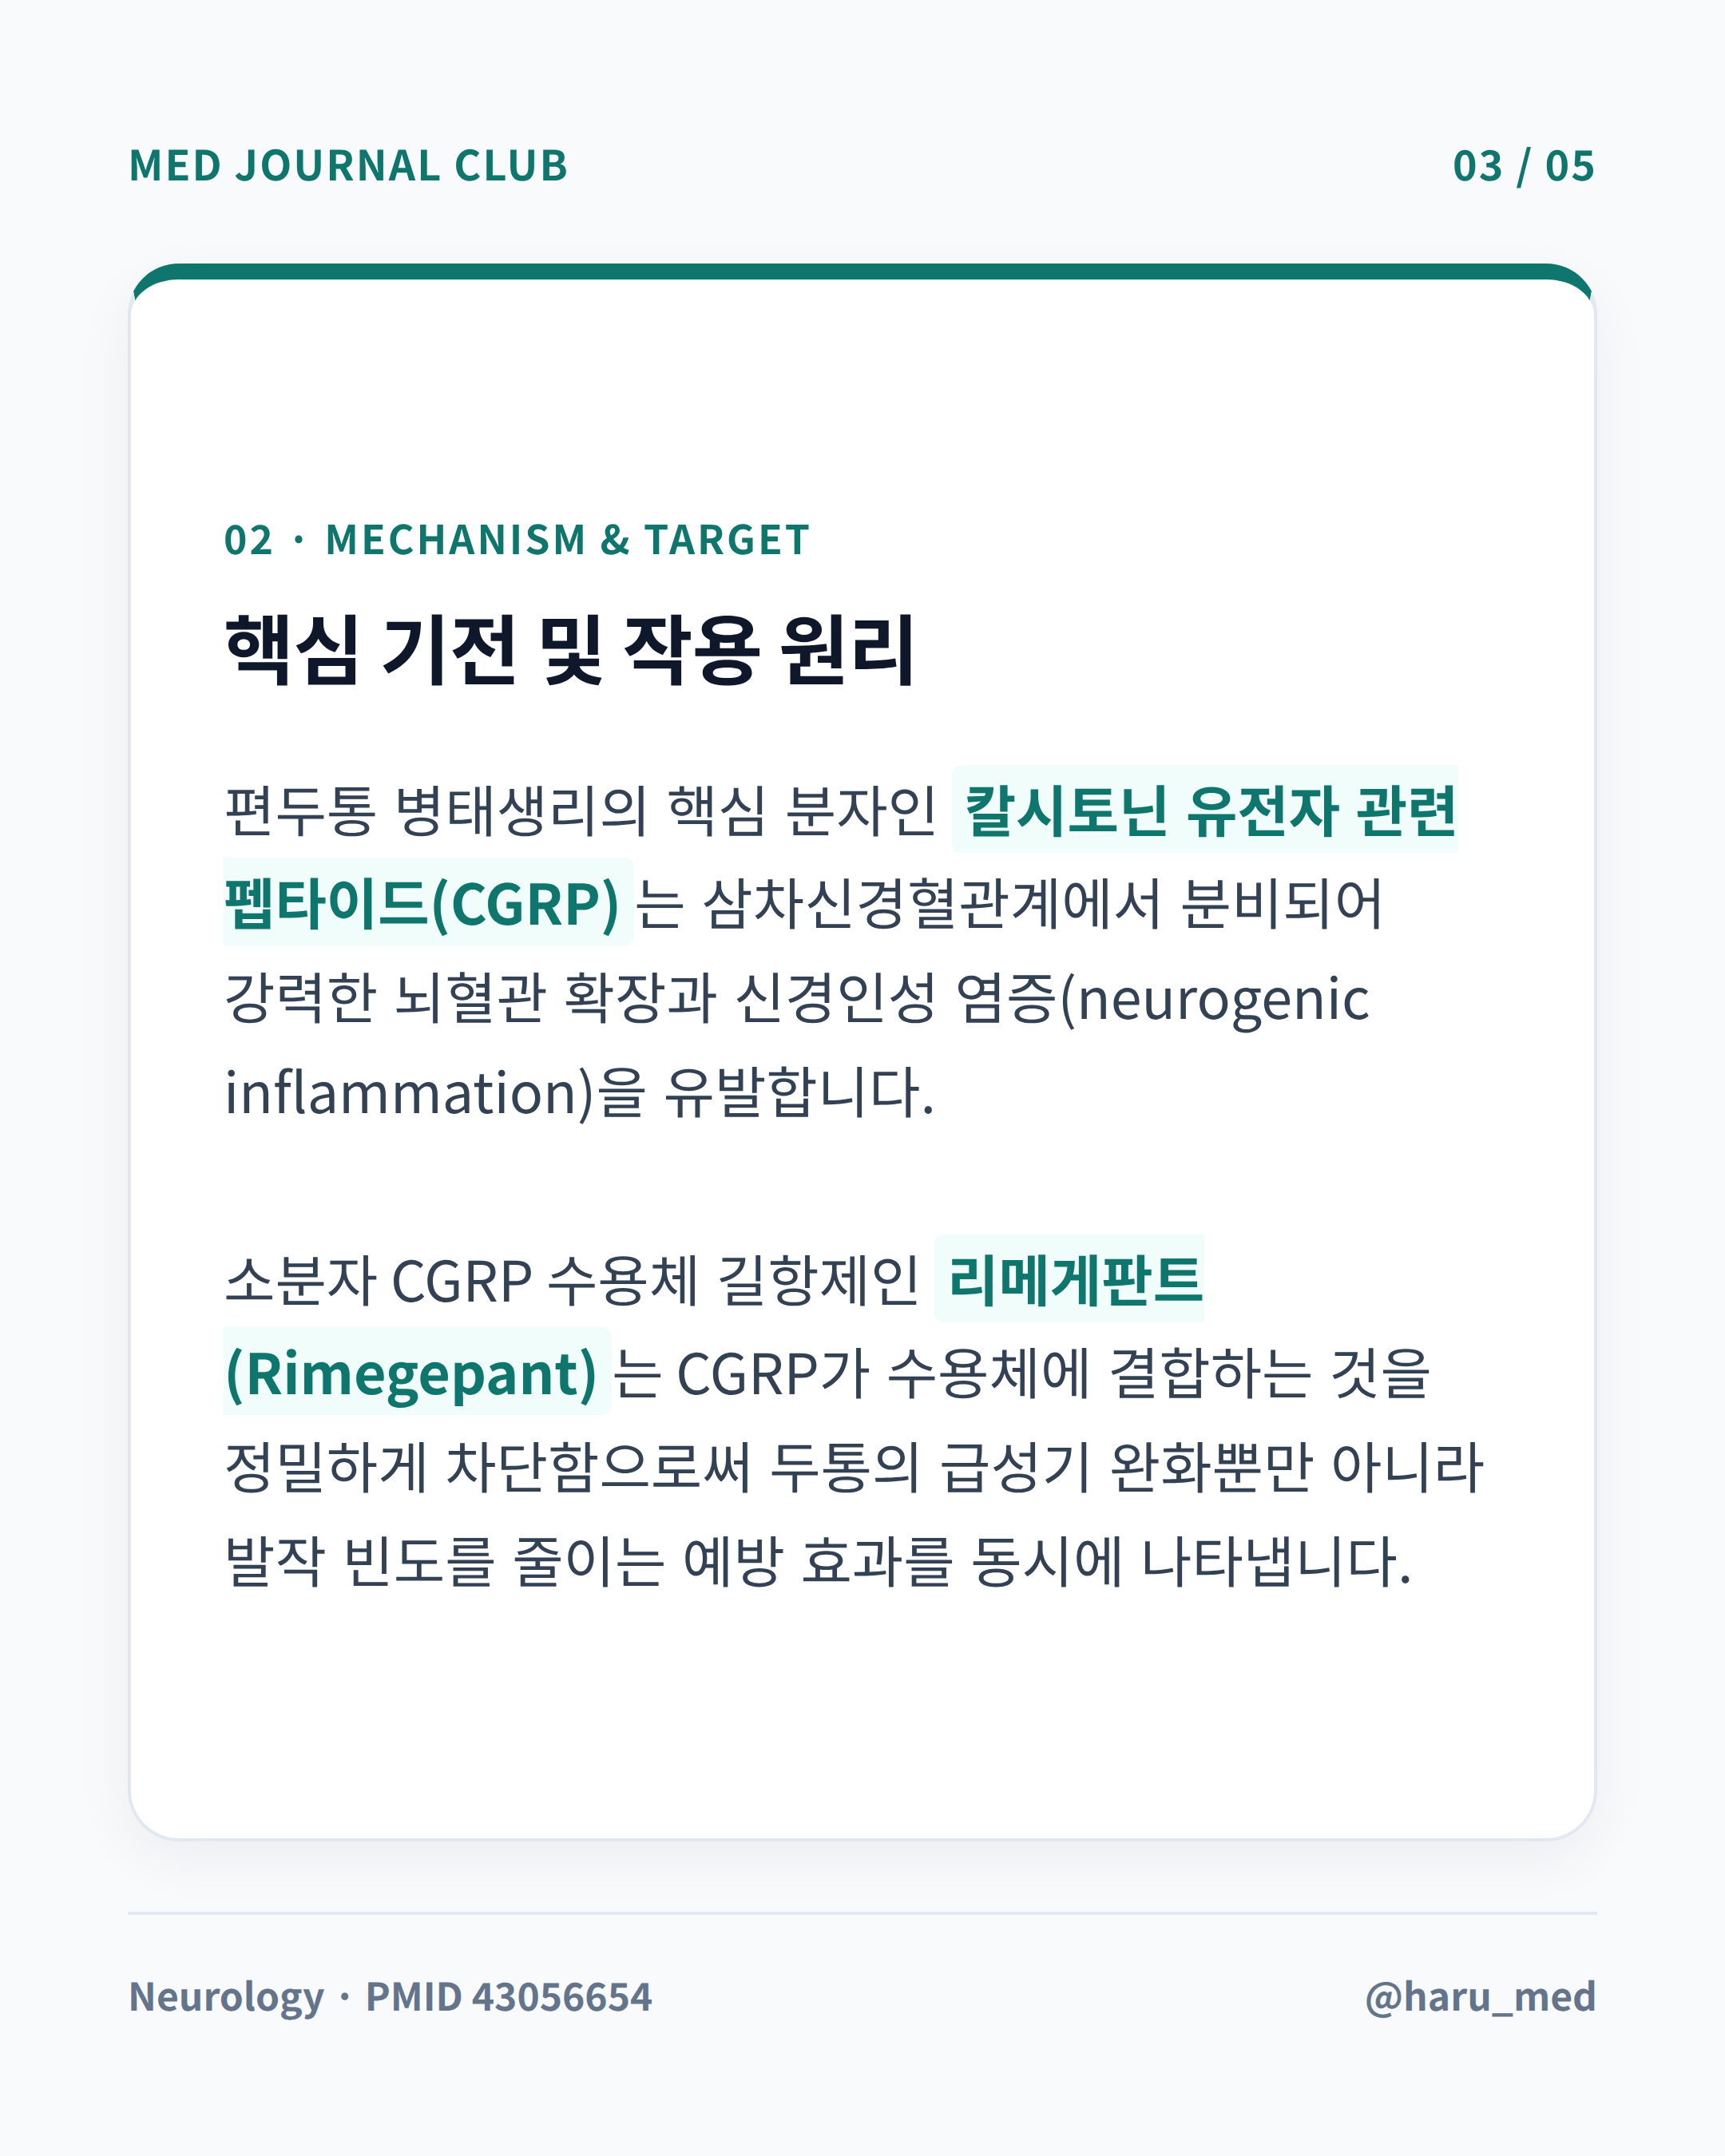 MED JOURNAL CLUB
03 / 05
02 · MECHANISM & TARGET
핵심 기전 및 작용 원리
편두통 병태생리의 핵심 분자인 칼시토닌 유전자 관련
펩타이드(CGRP)는 삼차신경혈관계에서 분비되어
강력한 뇌혈관 확장과 신경인성 염증(neurogenic
inflammation)을 유발합니다.
소분자 CGRP 수용체 길항제인 리메게판트
(Rimegepant)는 CGRP가 수용체에 결합하는 것을
정밀하게 차단함으로써 두통의 급성기 완화뿐만 아니라
발작 빈도를 줄이는 예방 효과를 동시에 나타냅니다.
Neurology · PMID 43056654
@haru_med